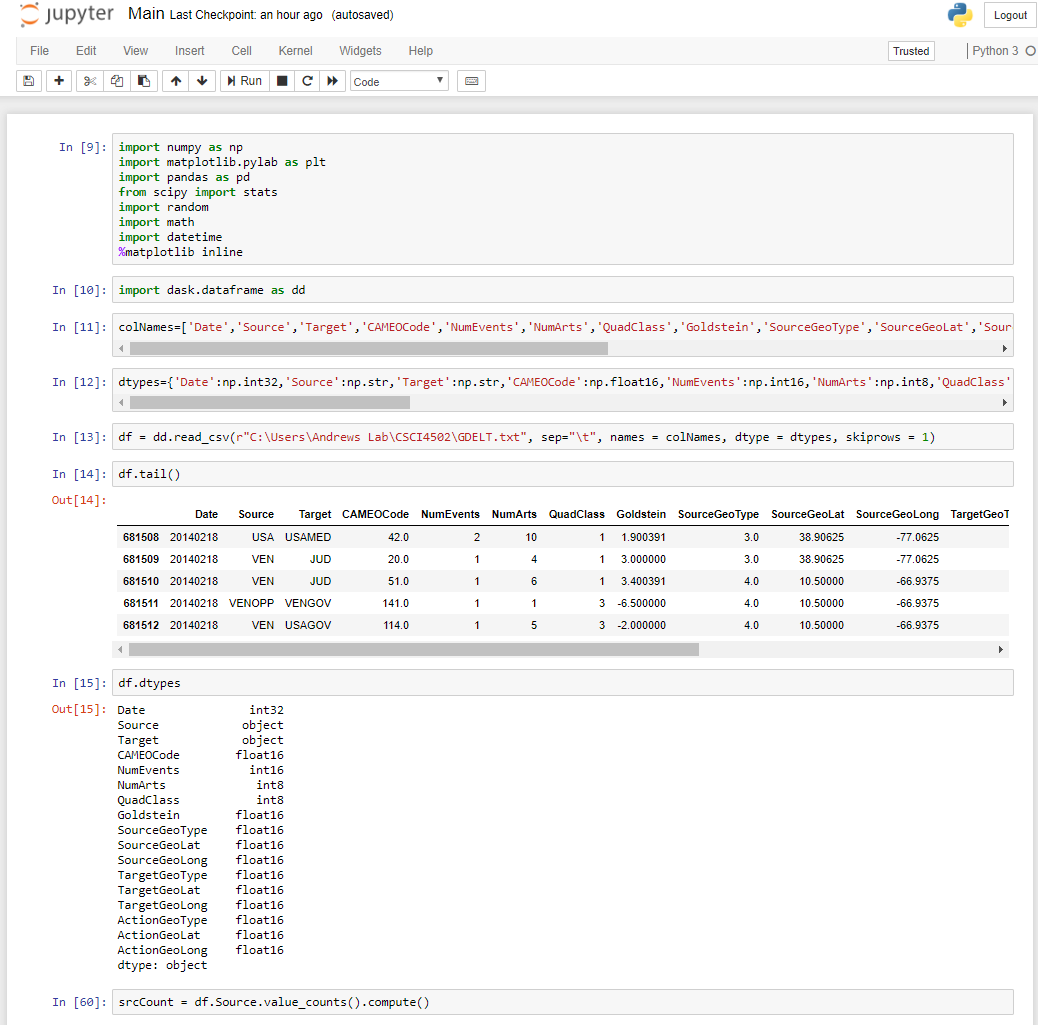 jupyter Main Last Checkpoint: an hour ago (autosaved) Logout
File Edit View Insert Cell Kernel Widgets Help Trusted Python 3
Run Code
In [9]: import numpy as np
import matplotlib.pylab as plt
import pandas as pd
from scipy import stats
import random
import math
import datetime
%matplotlib inline
In [10]: import dask.dataframe as dd
In [11]: colNames=['Date','Source','Target','CAMEOCode','NumEvents','NumArts','QuadClass','Goldstein','SourceGeoType','SourceGeoLat','Sour
In [12]: dtypes={'Date':np.int32,'Source':np.str,'Target':np.str,'CAMEOCode':np.float16,'NumEvents':np.int16,'NumArts':np.int8,'QuadClass'
In [13]: df = dd.read_csv(r"C:\Users\Andrews Lab\CSCI4502\GDELT.txt", sep="\t", names = colNames, dtype = dtypes, skiprows = 1)
In [14]: df.tail()
Out[14]:
Date Source Target CAMEOCode NumEvents NumArts QuadClass Goldstein SourceGeoType SourceGeoLat SourceGeoLong TargetGeoT
681508 20140218 USA USAMED 42.0 2 10 1 1.900391 3.0 38.90625 -77.0625
681509 20140218 VEN JUD 20.0 1 4 1 3.000000 3.0 38.90625 -77.0625
681510 20140218 VEN JUD 51.0 1 6 1 3.400391 4.0 10.50000 -66.9375
681511 20140218 VENOPP VENGOV 141.0 1 1 3 -6.500000 4.0 10.50000 -66.9375
681512 20140218 VEN USAGOV 114.0 1 5 3 -2.000000 4.0 10.50000 -66.9375
In [15]: df.dtypes
Out[15]: Date int32
Source object
Target object
CAMEOCode float16
NumEvents int16
NumArts int8
QuadClass int8
Goldstein float16
SourceGeoType float16
SourceGeoLat float16
SourceGeoLong float16
TargetGeoType float16
TargetGeoLat float16
TargetGeoLong float16
ActionGeoType float16
ActionGeoLat float16
ActionGeoLong float16
dtype: object
In [60]: srcCount = df.Source.value_counts().compute()